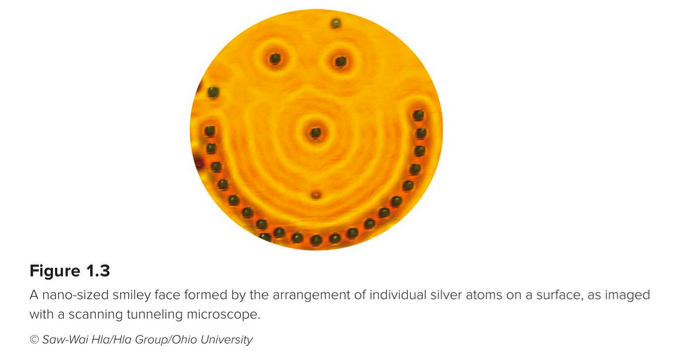 Figure 1.3
A nano-sized smiley face formed by the arrangement of individual silver atoms on a surface, as imaged
with a scanning tunneling microscope.
© Saw-Wai Hla/Hla Group/Ohio University